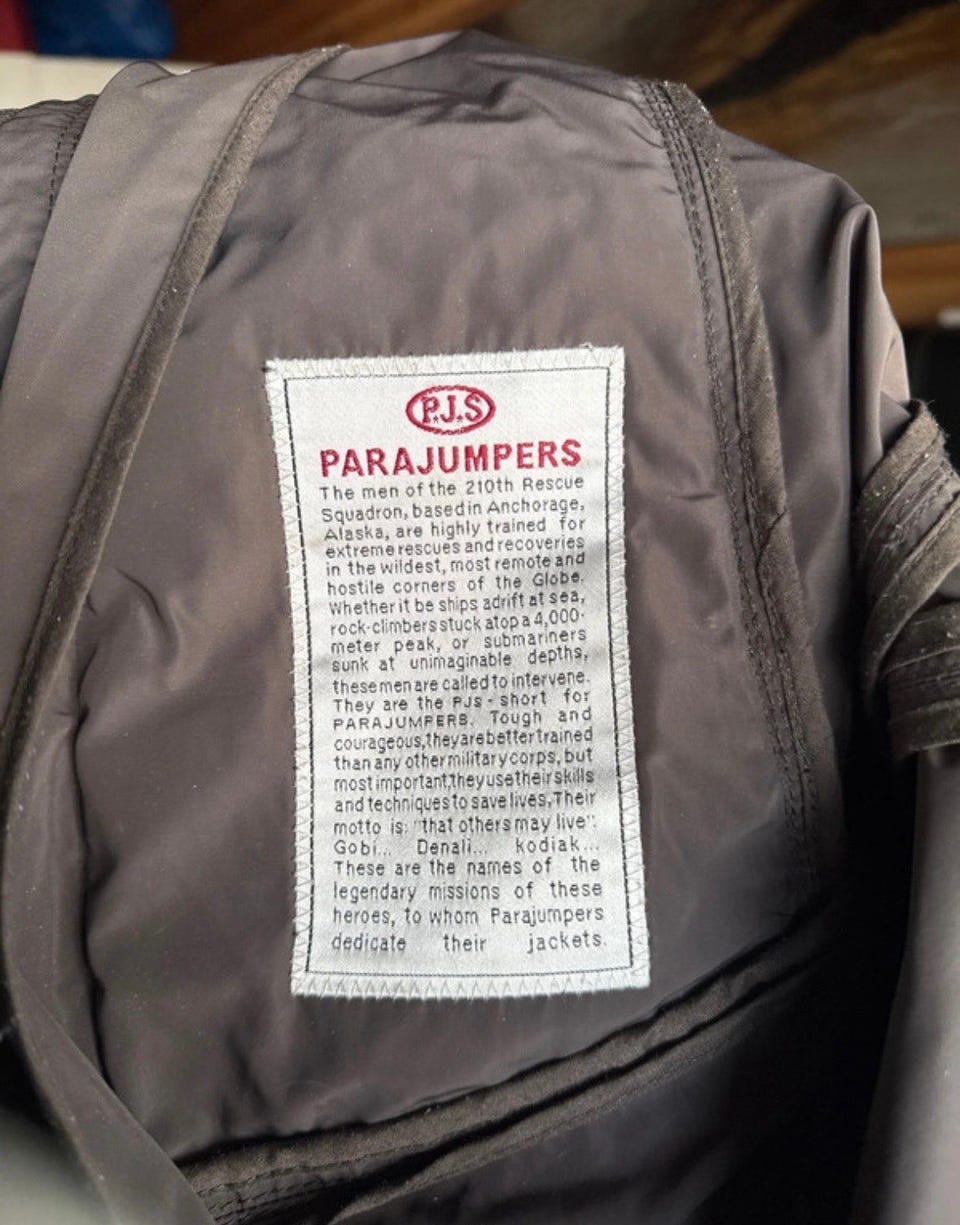 P.J.S
PARAJUMPERS
The men of the 210th Rescue
Squadron, based in Anchorage,
Alaska, are highly trained for
extreme rescues and recoveries
in the wildest, most remote and
hostile corners of the Globe.
Whether it be ships adrift at sea,
rock-climbers stuck atop a 4,000-
meter peak, or submariners
sunk at unimaginable depths,
these men are called to intervene.
They are the PJS - short for
PARAJUMPERS. Tough and
courageous, they are better trained
than any other military corps, but
most important, they use their skills
and techniques to save lives. Their
motto is: "that others may live".
Gobi... Denali... kodiak...
These are the names of the
legendary missions of these
heroes, to whom Parajumpers
dedicate their jackets.